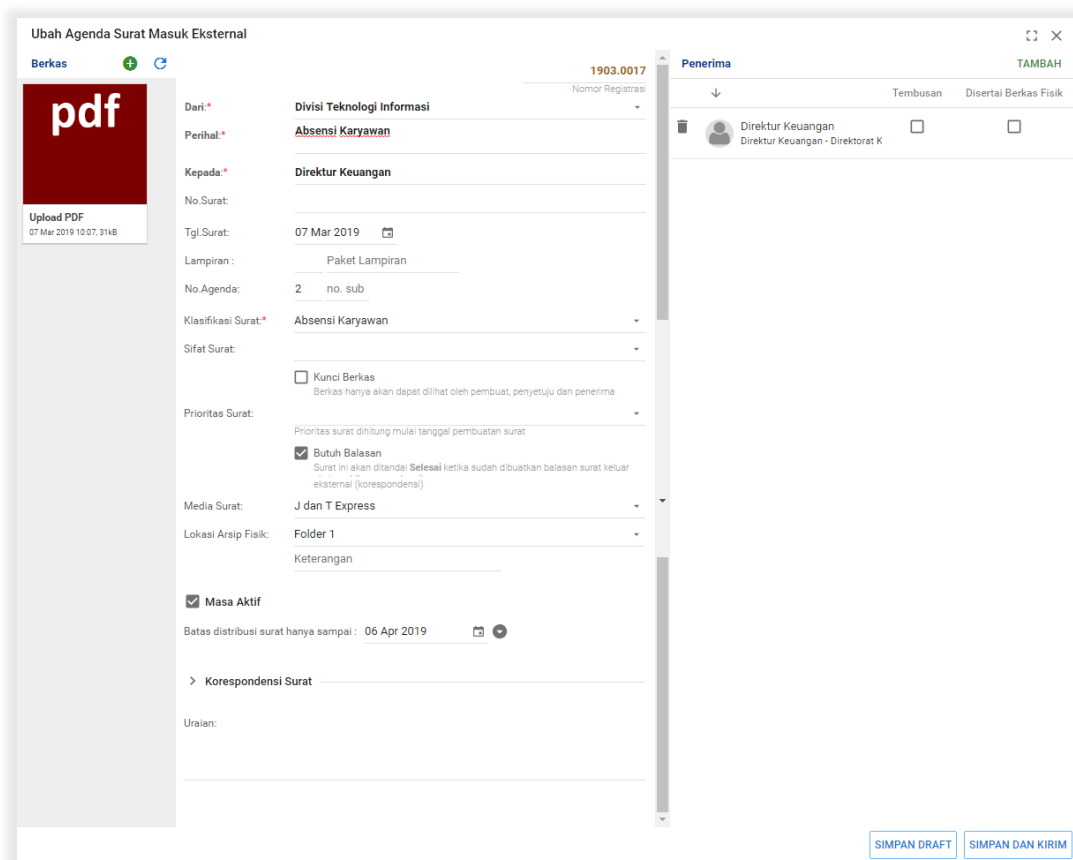 Ubah Agenda Surat Masuk Eksternal
Berkas
pdf
Upload PDF
07 Mar 2019 10:07, 31kB
1903.0017
Nomor Registrasi
Dari:* Divisi Teknologi Informasi
Perihal:* Absensi Karyawan
Kepada:* Direktur Keuangan
No.Surat:
Tgl.Surat: 07 Mar 2019
Lampiran : Paket Lampiran
No.Agenda: 2 no. sub
Klasifikasi Surat:* Absensi Karyawan
Sifat Surat:
Kunci Berkas
Berkas hanya akan dapat dilihat oleh pembuat, penyetuju dan penerima
Prioritas Surat:
Prioritas surat dihitung mulai tanggal pembuatan surat
Butuh Balasan
Surat ini akan ditandai Selesai ketika sudah dibuatkan balasan surat keluar
eksternal (korespondensi)
Media Surat: J dan T Express
Lokasi Arsip Fisik: Folder 1
Keterangan
Masa Aktif
Batas distribusi surat hanya sampai : 06 Apr 2019
Korespondensi Surat
Uraian:
Penerima TAMBAH
Tembusan Disertai Berkas Fisik
Direktur Keuangan
Direktur Keuangan - Direktorat K
SIMPAN DRAFT SIMPAN DAN KIRIM